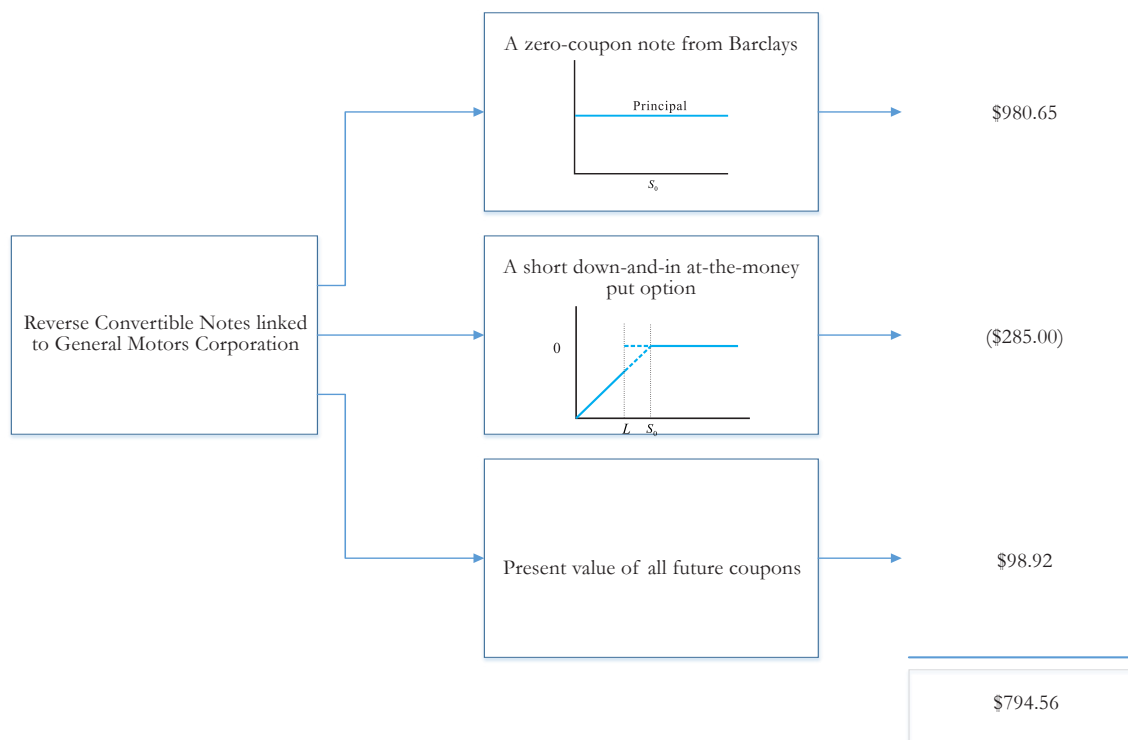 A zero-coupon note from Barclays
Principal
S₀
$980.65
Reverse Convertible Notes linked
to General Motors Corporation
A short down-and-in at-the-money
put option
0
L S₀
($285.00)
Present value of all future coupons
$98.92
$794.56